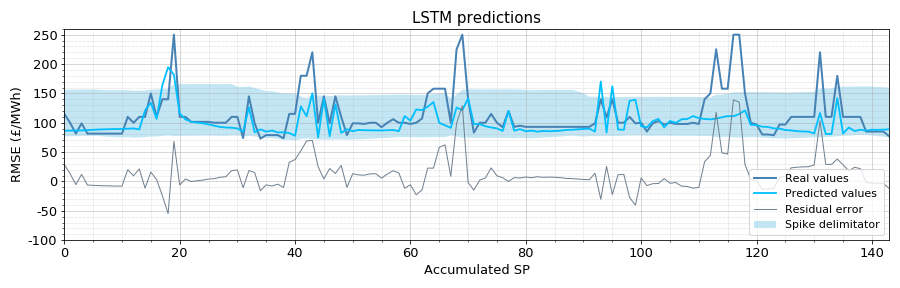 LSTM predictions
RMSE (£/MWh)
250
200
150
100
50
0
-50
-100
0
20
40
60
80
100
120
140
Accumulated SP
Real values
Predicted values
Residual error
Spike delimitator